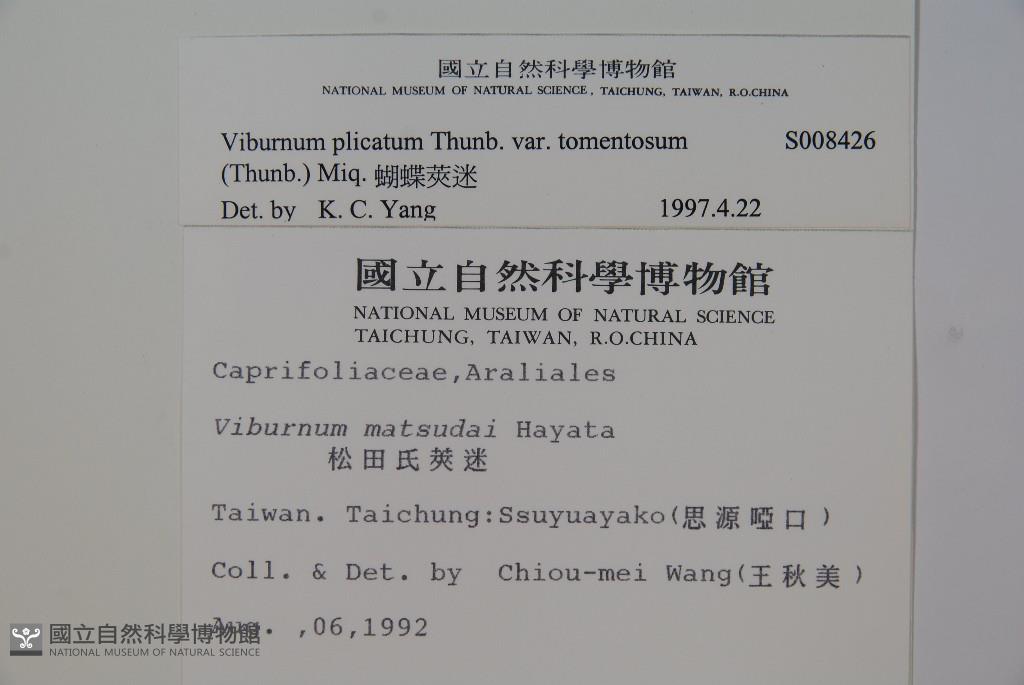 國立自然科學博物館
NATIONAL MUSEUM OF NATURAL SCIENCE, TAICHUNG, TAIWAN, R.O.CHINA
Viburnum plicatum Thunb. var. tomentosum S008426
(Thunb.) Miq. 蝴蝶莢迷
Det. by K. C. Yang 1997.4.22
國立自然科學博物館
NATIONAL MUSEUM OF NATURAL SCIENCE
TAICHUNG, TAIWAN, R.O.CHINA
Caprifoliaceae,Araliales
Viburnum matsudai Hayata
松田氏莢迷
Taiwan. Taichung:Ssuyuayako(思源啞口)
Coll. & Det. by Chiou-mei Wang(王秋美)
Aug. ,06,1992
國立自然科學博物館
NATIONAL MUSEUM OF NATURAL SCIENCE